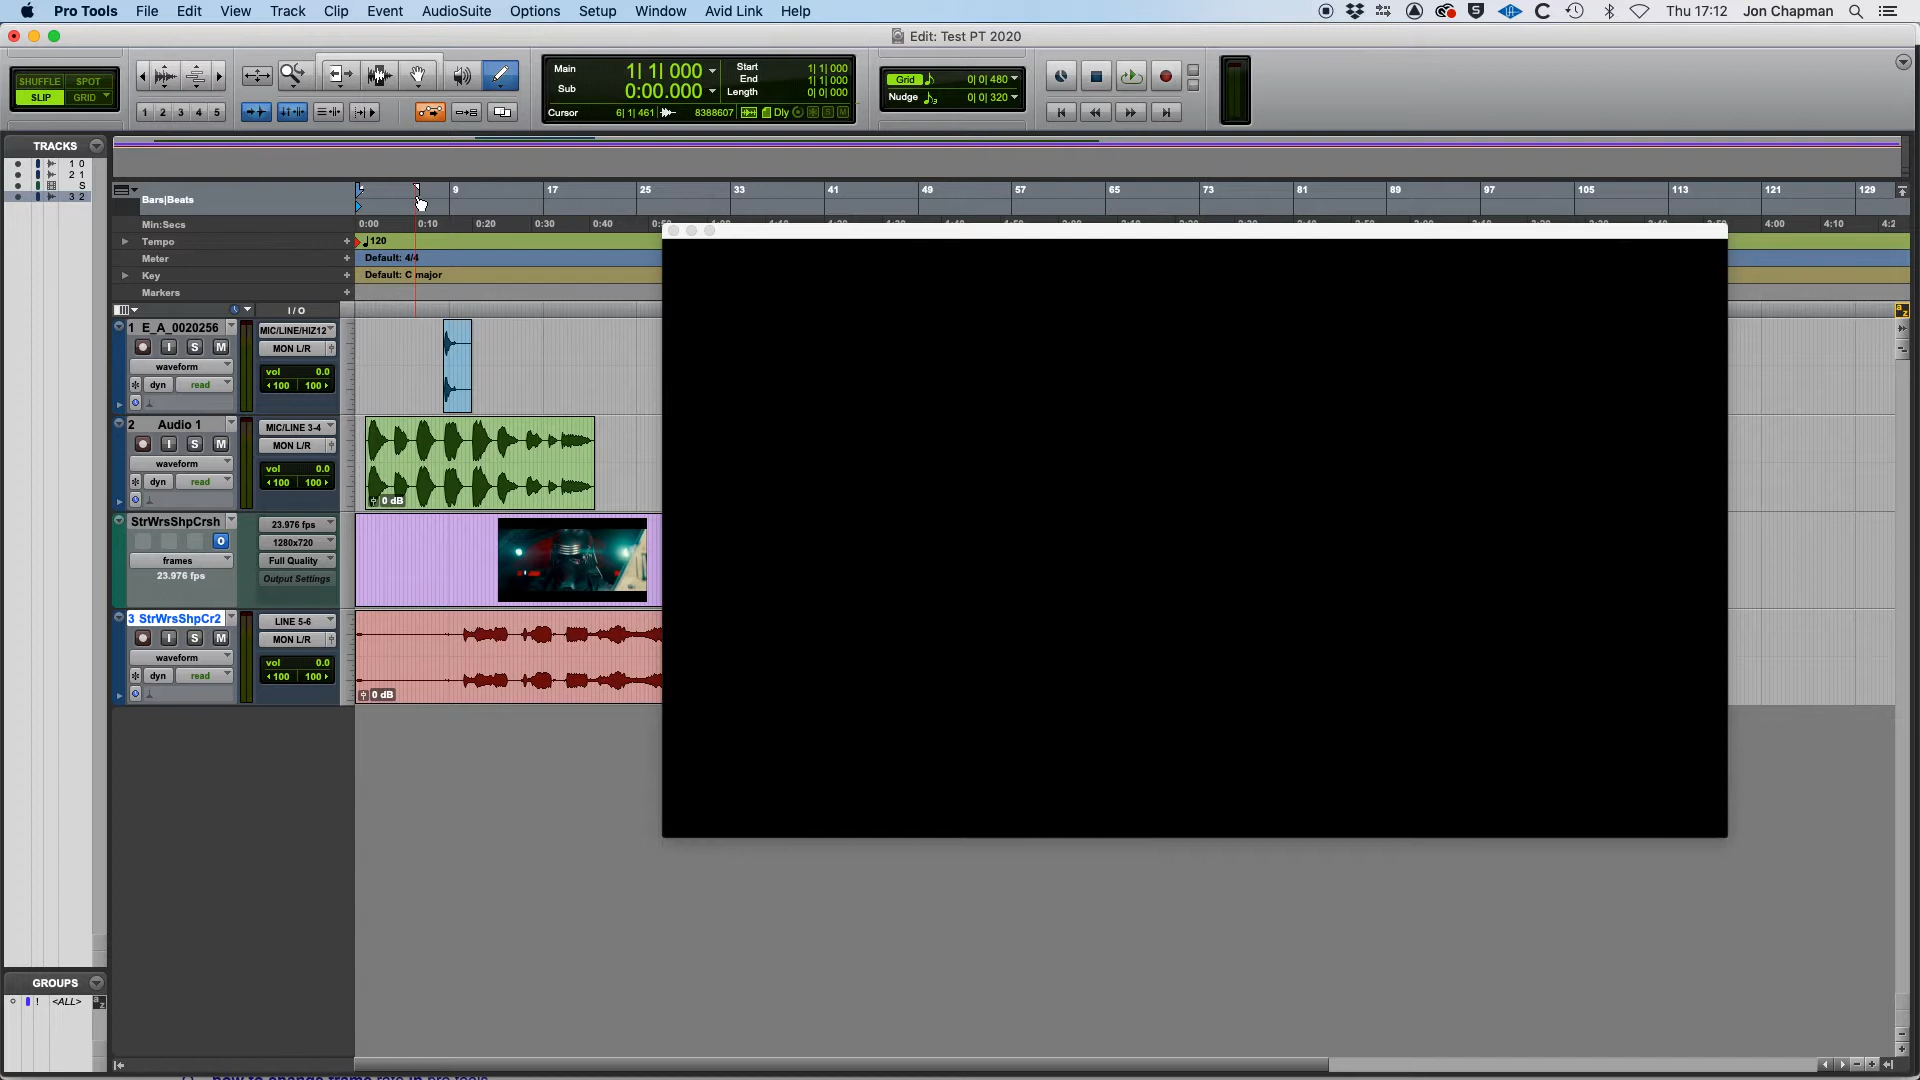 Pro Tools File Edit View Track Clip Event AudioSuite Options Setup Window Avid Link Help Thu 17:12 Jon Chapman
Edit: Test PT 2020
SHUFFLE SPOT
SLIP GRID
1 2 3 4 5
Main 1| 1| 000
Sub 0:00.000
Start 1| 1| 000
End 1| 1| 000
Length 0| 0| 000
Cursor 6| 1| 461 8388607 Dly S M
Grid 0| 0| 480
Nudge 0| 0| 320
TRACKS
1 0
2 1
S
3 2
Bars|Beats 9 17 25 33 41 49 57 65 73 81 89 97 105 113 121 129
Min:Secs 0:00 0:10 0:20 0:30 0:40 4:00 4:10
Tempo + 120
Meter + Default: 4/4
Key + Default: C major
Markers +
I / O
1 E_A_0020256 MIC/LINE/HIZ12
I S M MON L/R
waveform vol 0.0
dyn read 100 100
2 Audio 1 MIC/LINE 3-4
I S M MON L/R
waveform vol 0.0
dyn read 100 100
0 dB
StrWrsShpCrsh 23.976 fps
O 1280x720
frames Full Quality
23.976 fps Output Settings
3 StrWrsShpCr2 LINE 5-6
I S M MON L/R
waveform vol 0.0
dyn read 100 100
0 dB
GROUPS
! <ALL>
a z